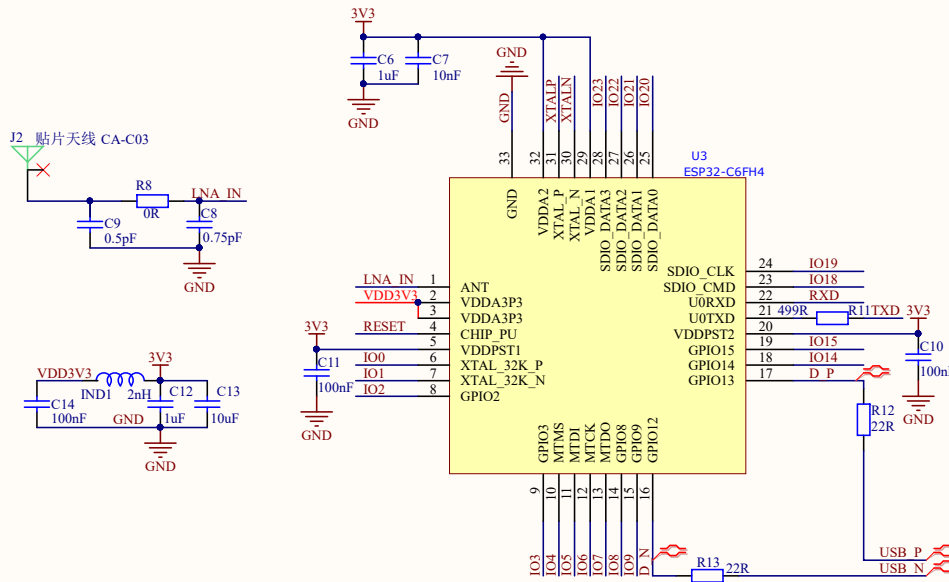 3V3
C6
1uF
C7
10nF
GND
GND
GND
XTALP
XTALN
IO23
IO22
IO21
IO20
33
32
31
30
29
28
27
26
25
U3
ESP32-C6FH4
J2 贴片天线 CA-C03
R8
0R
LNA_IN
C9
0.5pF
C8
0.75pF
GND
GND
VDDA2
XTAL_P
XTAL_N
VDDA1
SDIO_DATA3
SDIO_DATA2
SDIO_DATA1
SDIO_DATA0
LNA_IN 1 ANT
VDD3V3 2 VDDA3P3
3 VDDA3P3
RESET 4 CHIP_PU
3V3
5 VDDPST1
IO0 6 XTAL_32K_P
IO1 7 XTAL_32K_N
IO2 8 GPIO2
C11
100nF
GND
SDIO_CLK 24 IO19
SDIO_CMD 23 IO18
U0RXD 22 RXD
U0TXD 21 499R R11 TXD
VDDPST2 20
3V3
GPIO15 19 IO15
GPIO14 18 IO14
GPIO13 17 D_P
C10
GND
R12
22R
VDD3V3
IND1 2nH
3V3
C14
100nF
GND
C12
1uF
C13
10uF
GND
GPIO3
MTMS
MTDI
MTCK
MTDO
GPIO8
GPIO9
GPIO12
9
10
11
12
13
14
15
16
IO3
IO4
IO5
IO6
IO7
IO8
IO9
D_N
R13 22R
USB_P
USB_N